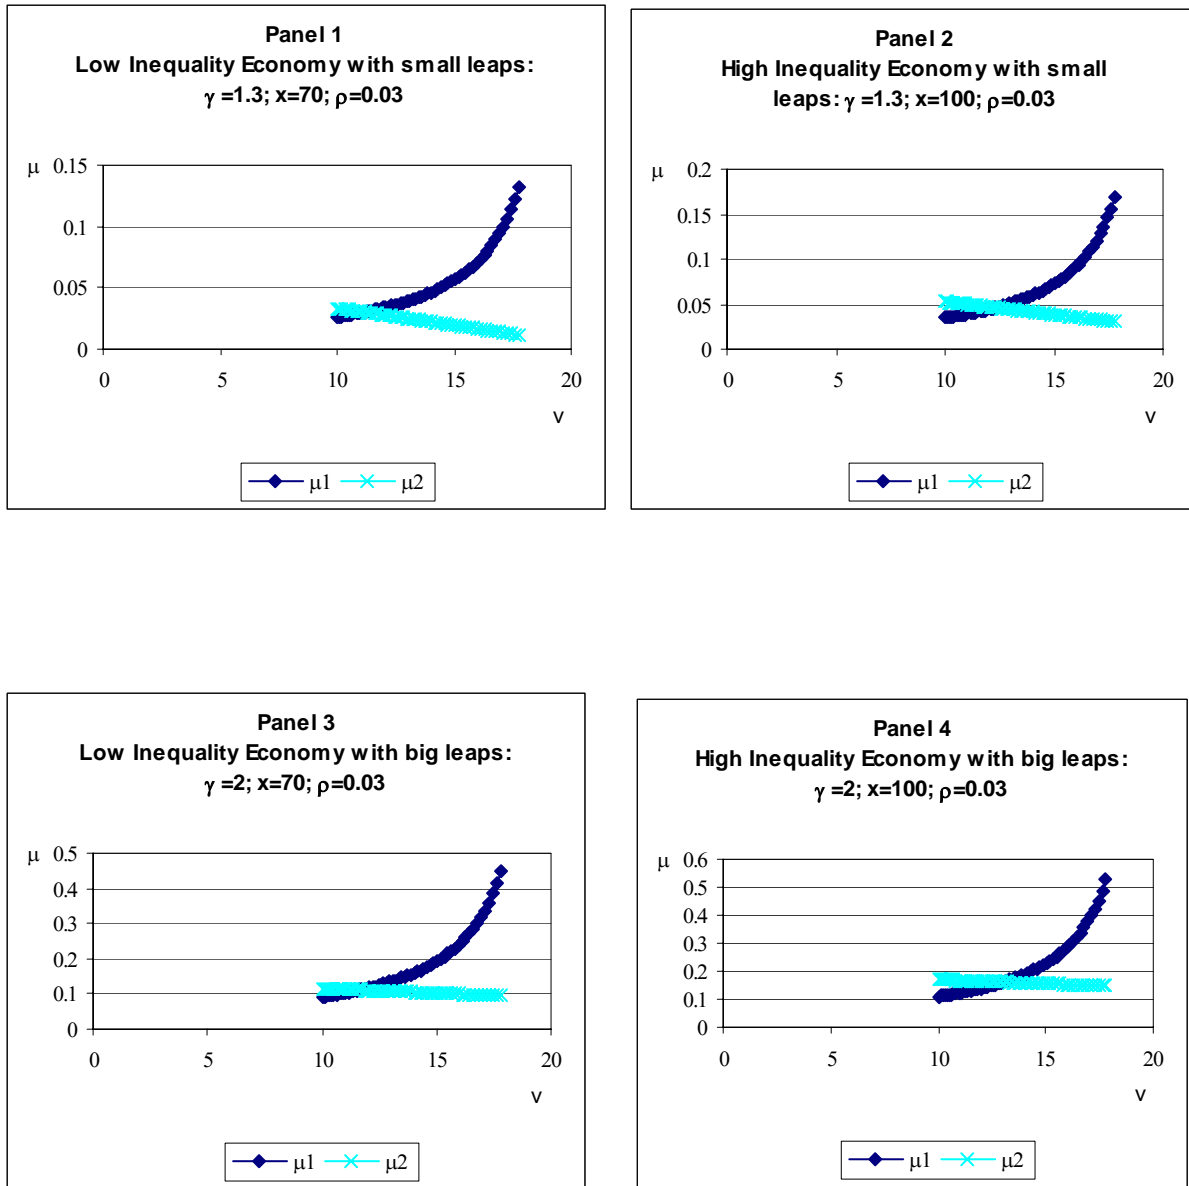 Panel 1
Low Inequality Economy with small leaps:
γ =1.3; x=70; ρ=0.03
μ
0.15
0.1
0.05
0
0 5 10 15 20
v
μ1 μ2
Panel 2
High Inequality Economy with small
leaps: γ =1.3; x=100; ρ=0.03
μ
0.2
0.15
0.1
0.05
0
0 5 10 15 20
v
μ1 μ2
Panel 3
Low Inequality Economy with big leaps:
γ =2; x=70; ρ=0.03
μ
0.5
0.4
0.3
0.2
0.1
0
0 5 10 15 20
v
μ1 μ2
Panel 4
High Inequality Economy with big leaps:
γ =2; x=100; ρ=0.03
μ
0.6
0.5
0.4
0.3
0.2
0.1
0
0 5 10 15 20
v
μ1 μ2